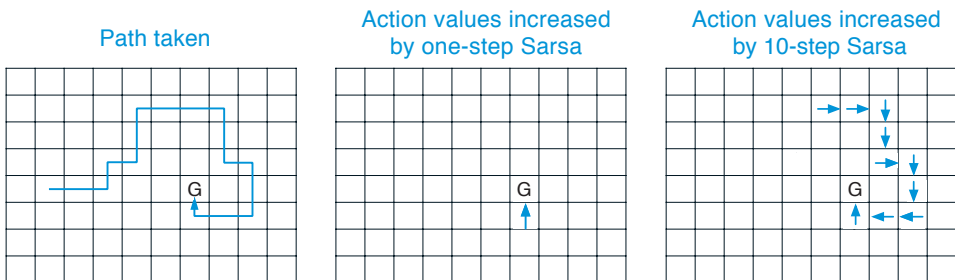 Path taken
Action values increased
by one-step Sarsa
Action values increased
by 10-step Sarsa
G
G
G